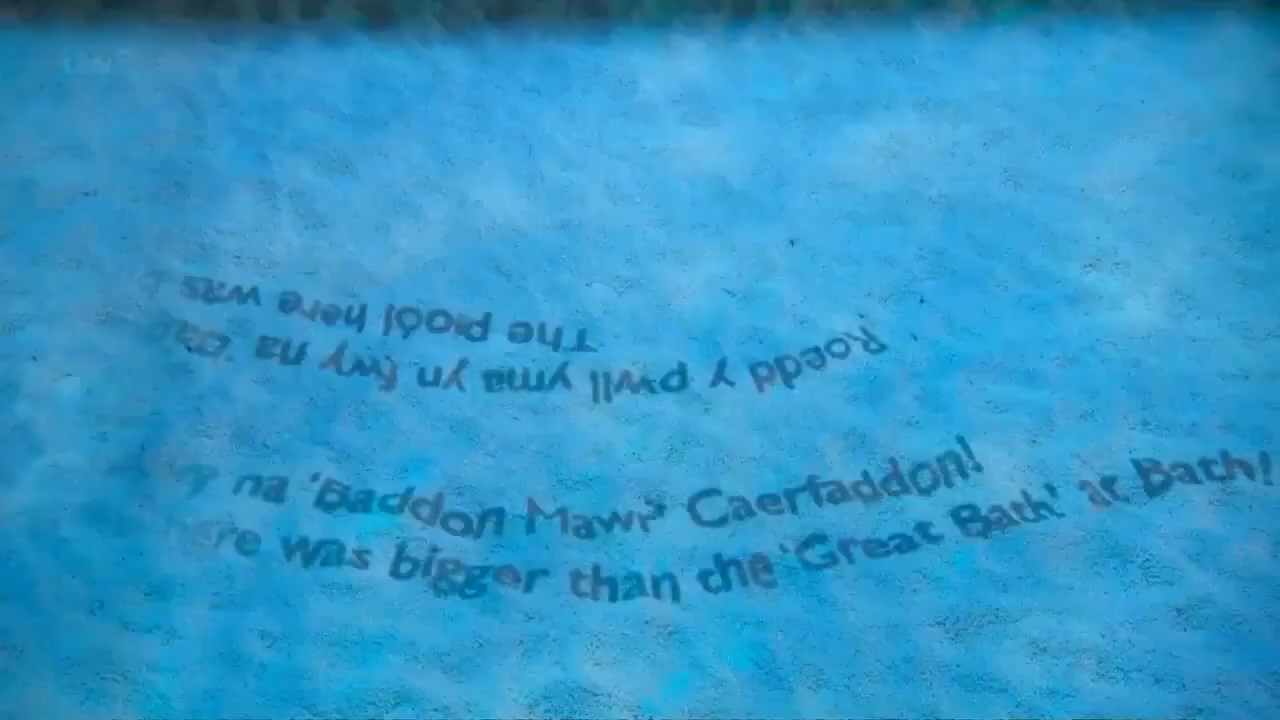 Roedd y pwll yma yn fwy na
The pool here was
na 'Baddon Mawr' Caerfaddon!
was bigger than the 'Great Bath' at Bath!